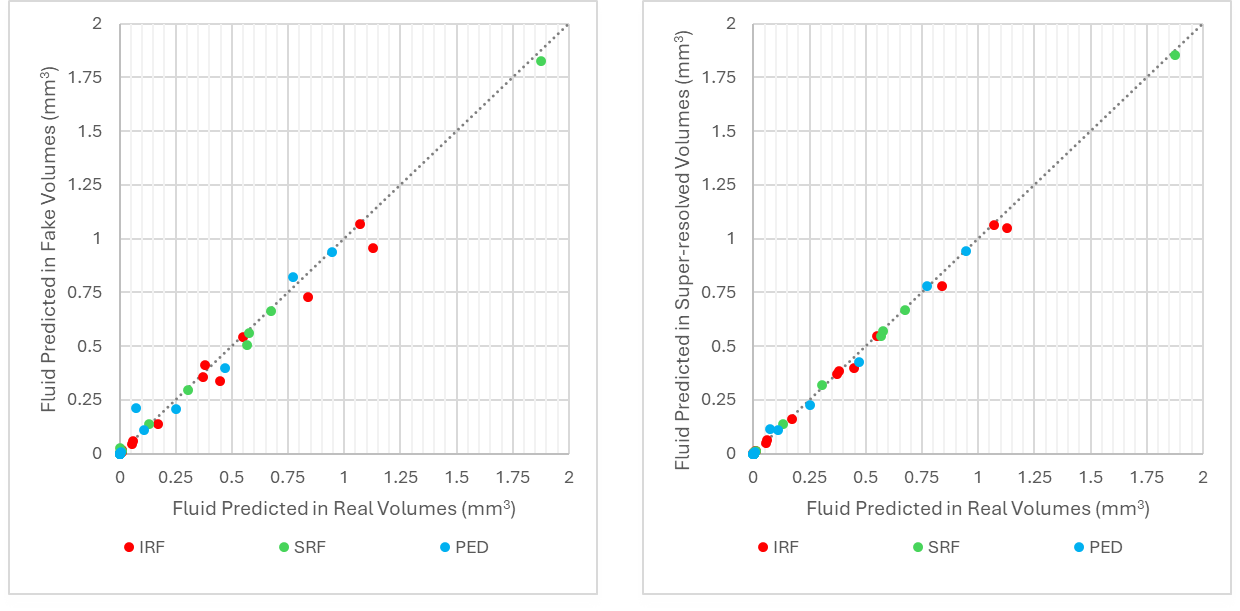 Fluid Predicted in Fake Volumes (mm³)
2
1.75
1.5
1.25
1
0.75
0.5
0.25
0
0 0.25 0.5 0.75 1 1.25 1.5 1.75 2
Fluid Predicted in Real Volumes (mm³)
IRF SRF PED
Fluid Predicted in Super-resolved Volumes (mm³)
2
1.75
1.5
1.25
1
0.75
0.5
0.25
0
0 0.25 0.5 0.75 1 1.25 1.5 1.75 2
Fluid Predicted in Real Volumes (mm³)
IRF SRF PED